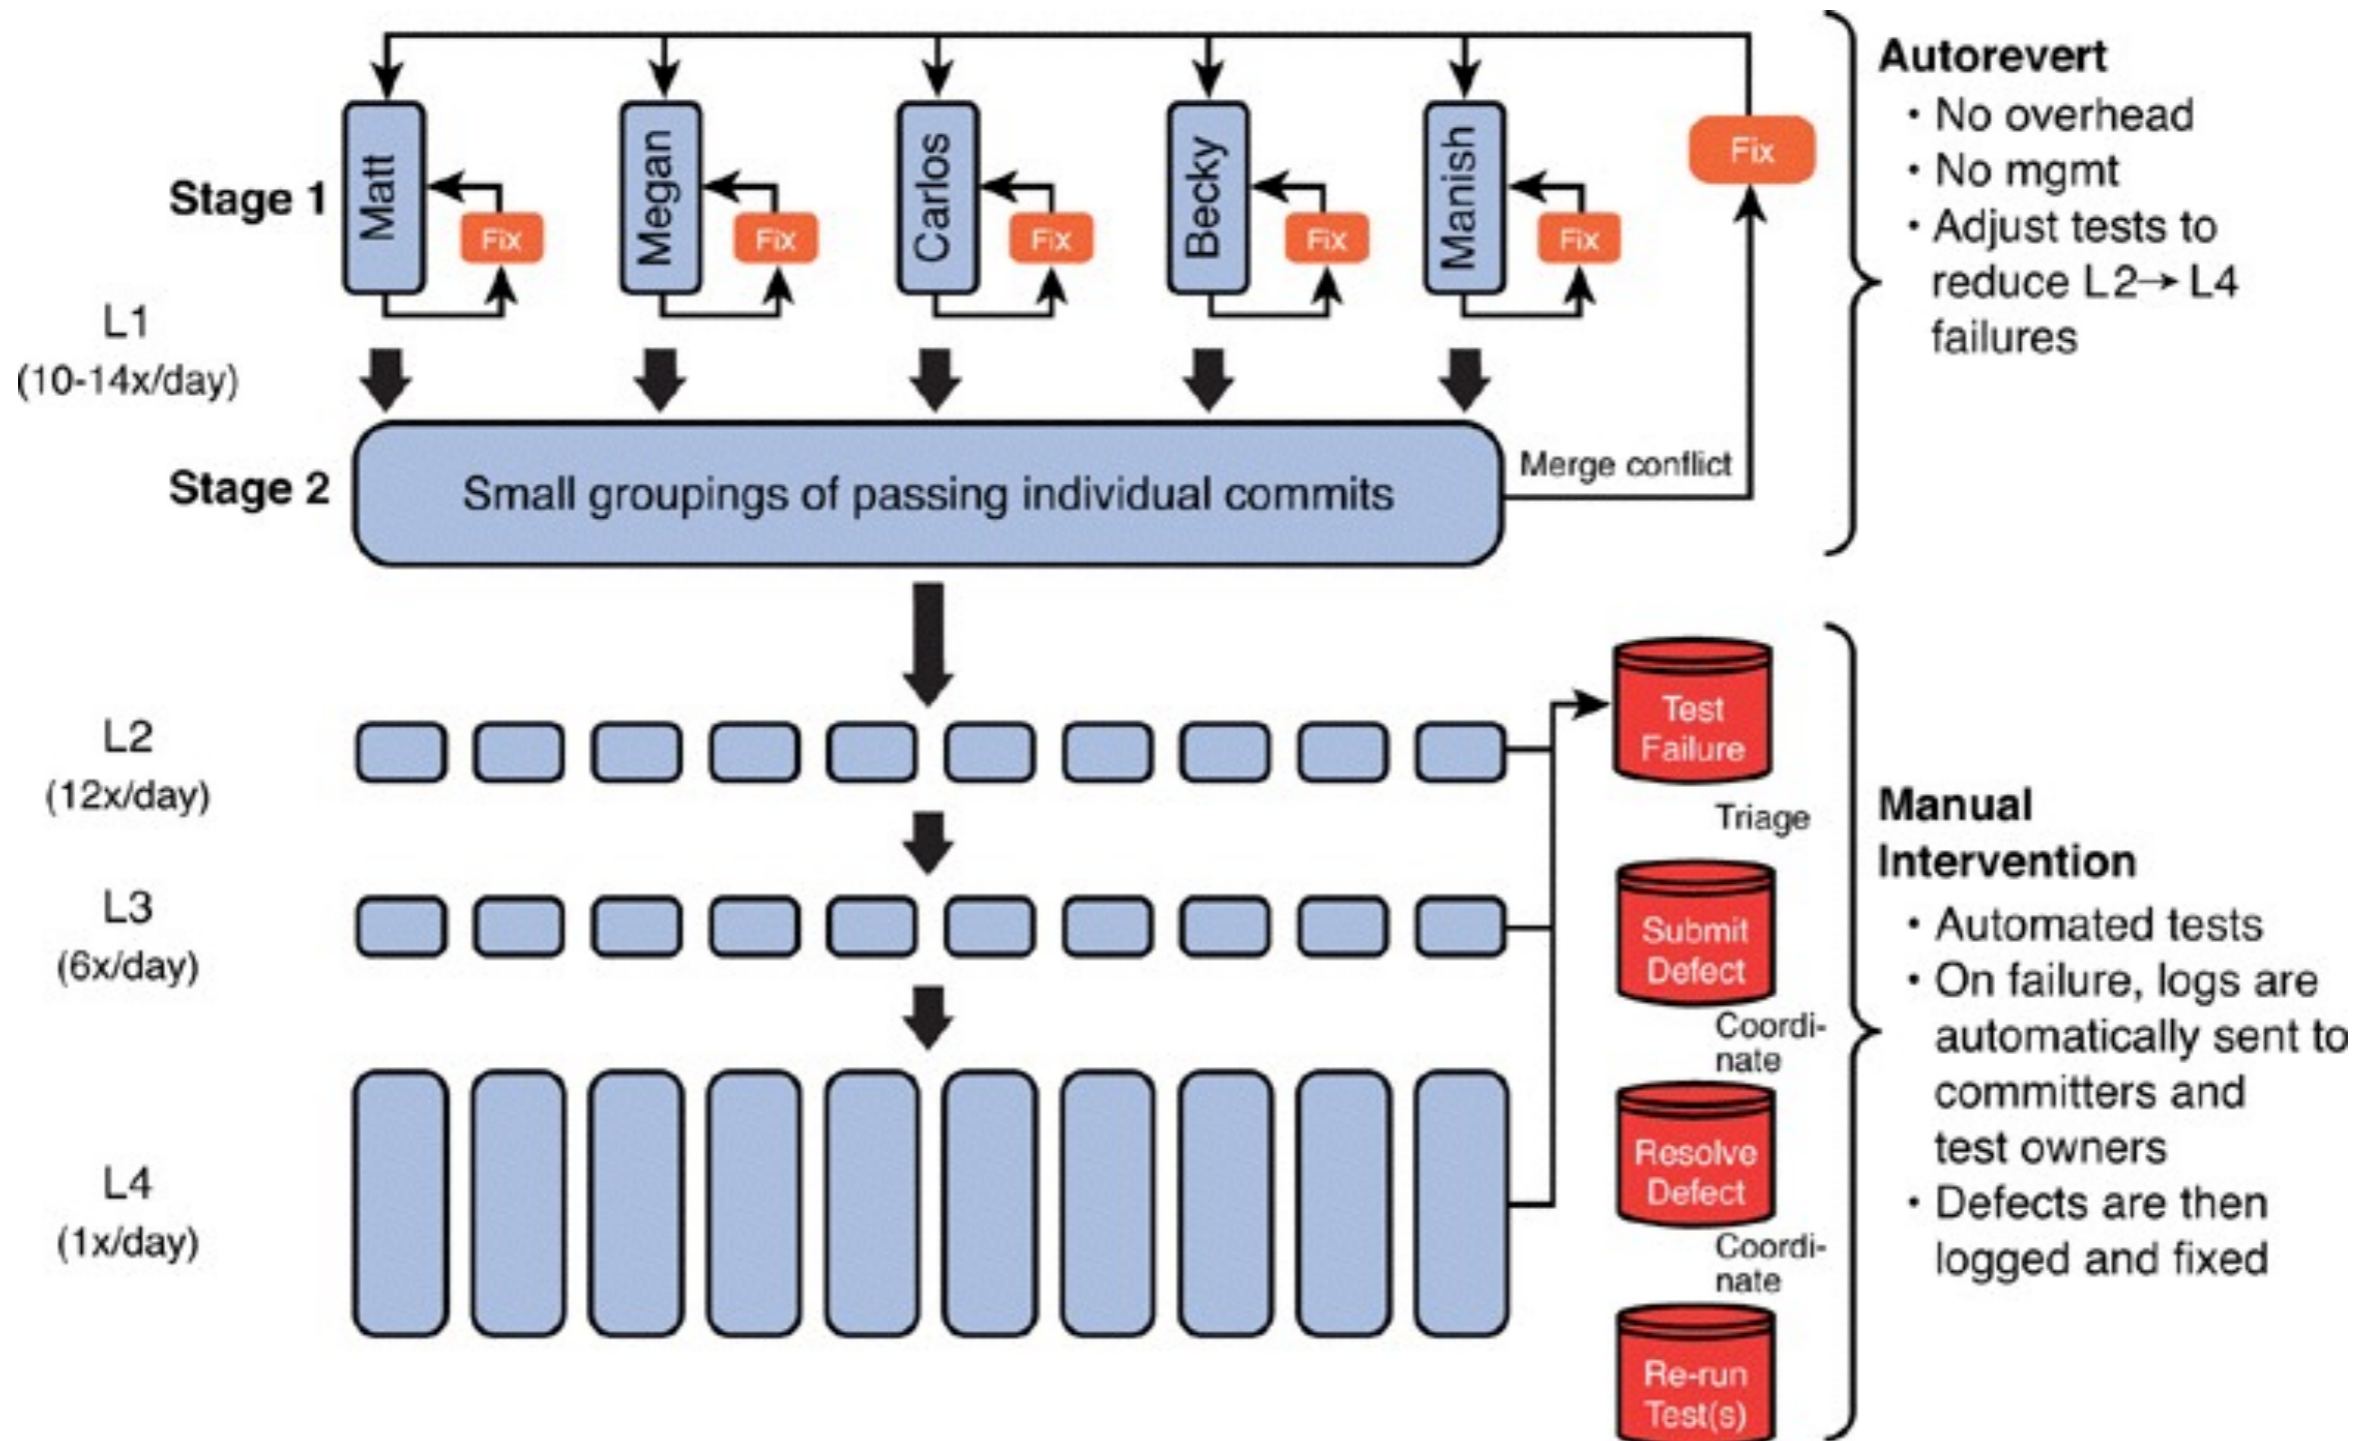 Autorevert
• No overhead
• No mgmt
• Adjust tests to
reduce L2→ L4
failures
Stage 1
Matt
Fix
Megan
Fix
Carlos
Fix
Becky
Fix
Manish
Fix
Fix
L1
(10-14x/day)
Stage 2
Small groupings of passing individual commits
Merge conflict
L2
(12x/day)
L3
(6x/day)
L4
(1x/day)
Test
Failure
Triage
Submit
Defect
Coordi-
nate
Resolve
Defect
Coordi-
nate
Re-run
Test(s)
Manual
Intervention
• Automated tests
• On failure, logs are
automatically sent to
committers and
test owners
• Defects are then
logged and fixed